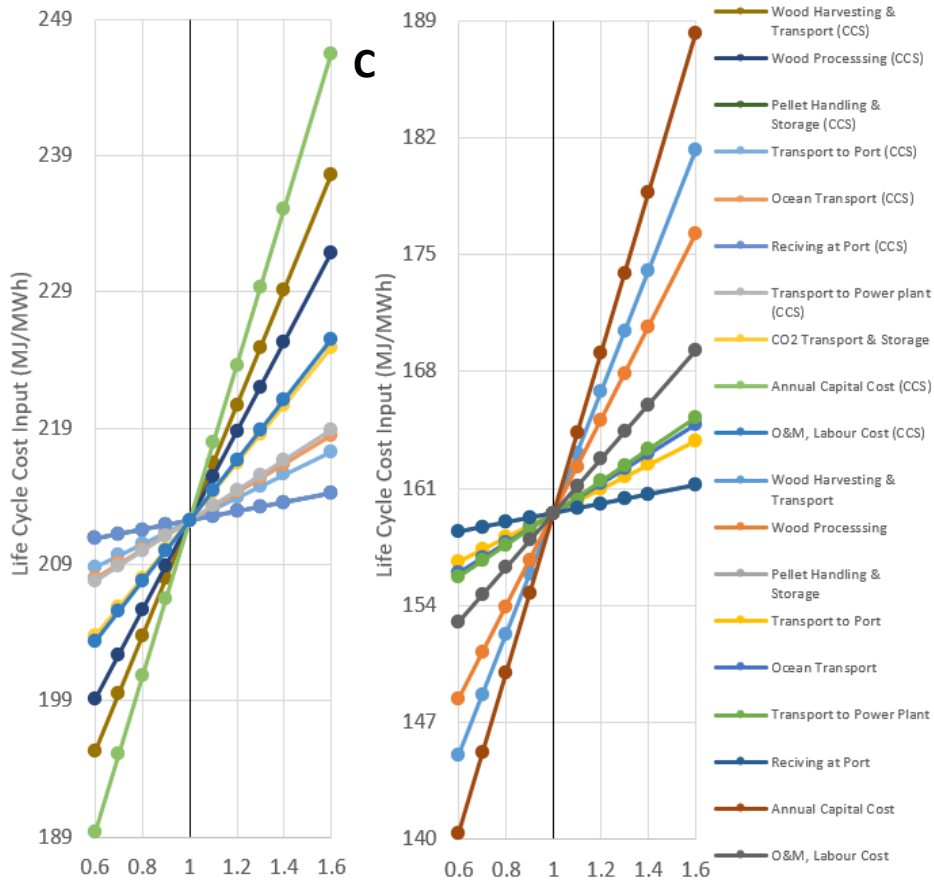 C
Life Cycle Cost Input (MJ/MWh)
249
239
229
219
209
199
189
0.6 0.7 0.8 0.9 1 1.2 1.4 1.6
Life Cycle Cost Input (MJ/MWh)
189
182
175
168
161
154
147
140
0.6 0.8 1 1.2 1.4 1.6
Wood Harvesting &
Transport (CCS)
Wood Processsing (CCS)
Pellet Handling &
Storage (CCS)
Transport to Port (CCS)
Ocean Transport (CCS)
Reciving at Port (CCS)
Transport to Power plant
(CCS)
CO2 Transport & Storage
Annual Capital Cost (CCS)
O&M, Labour Cost (CCS)
Wood Harvesting &
Transport
Wood Processsing
Pellet Handling &
Storage
Transport to Port
Ocean Transport
Transport to Power Plant
Reciving at Port
Annual Capital Cost
O&M, Labour Cost